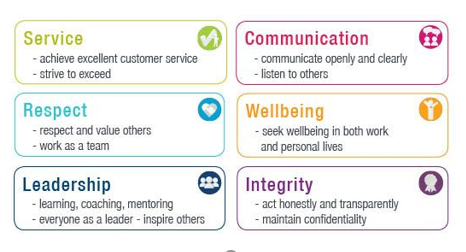 Service
- achieve excellent customer service
- strive to exceed
Communication
- communicate openly and clearly
- listen to others
Respect
- respect and value others
- work as a team
Wellbeing
- seek wellbeing in both work
and personal lives
Leadership
- learning, coaching, mentoring
- everyone as a leader - inspire others
Integrity
- act honestly and transparently
- maintain confidentiality